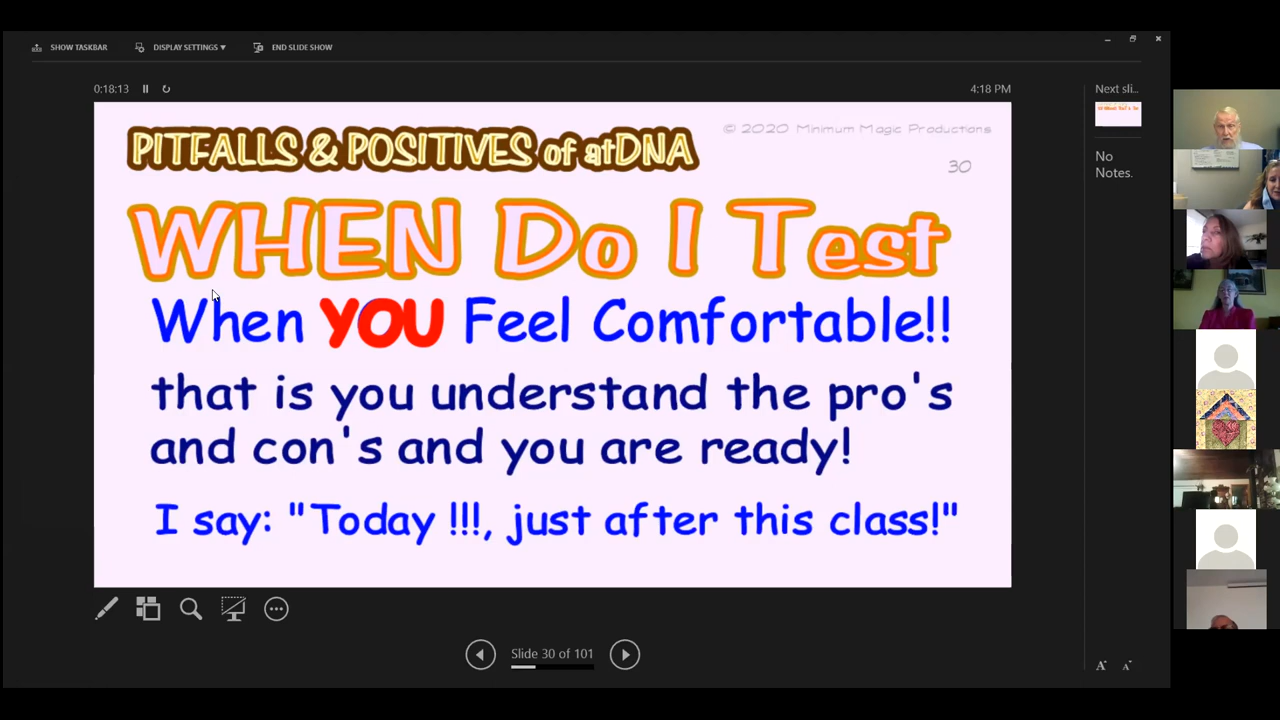 SHOW TASKBAR DISPLAY SETTINGS ▾ END SLIDE SHOW
0:18:13 4:18 PM
Next sli...
© 2020 Minimum Magic Productions
PITFALLS & POSITIVES of atDNA
30
WHEN Do I Test
When YOU Feel Comfortable!!
that is you understand the pro's
and con's and you are ready!
I say: "Today !!!, just after this class!"
No
Notes.
Slide 30 of 101
A A